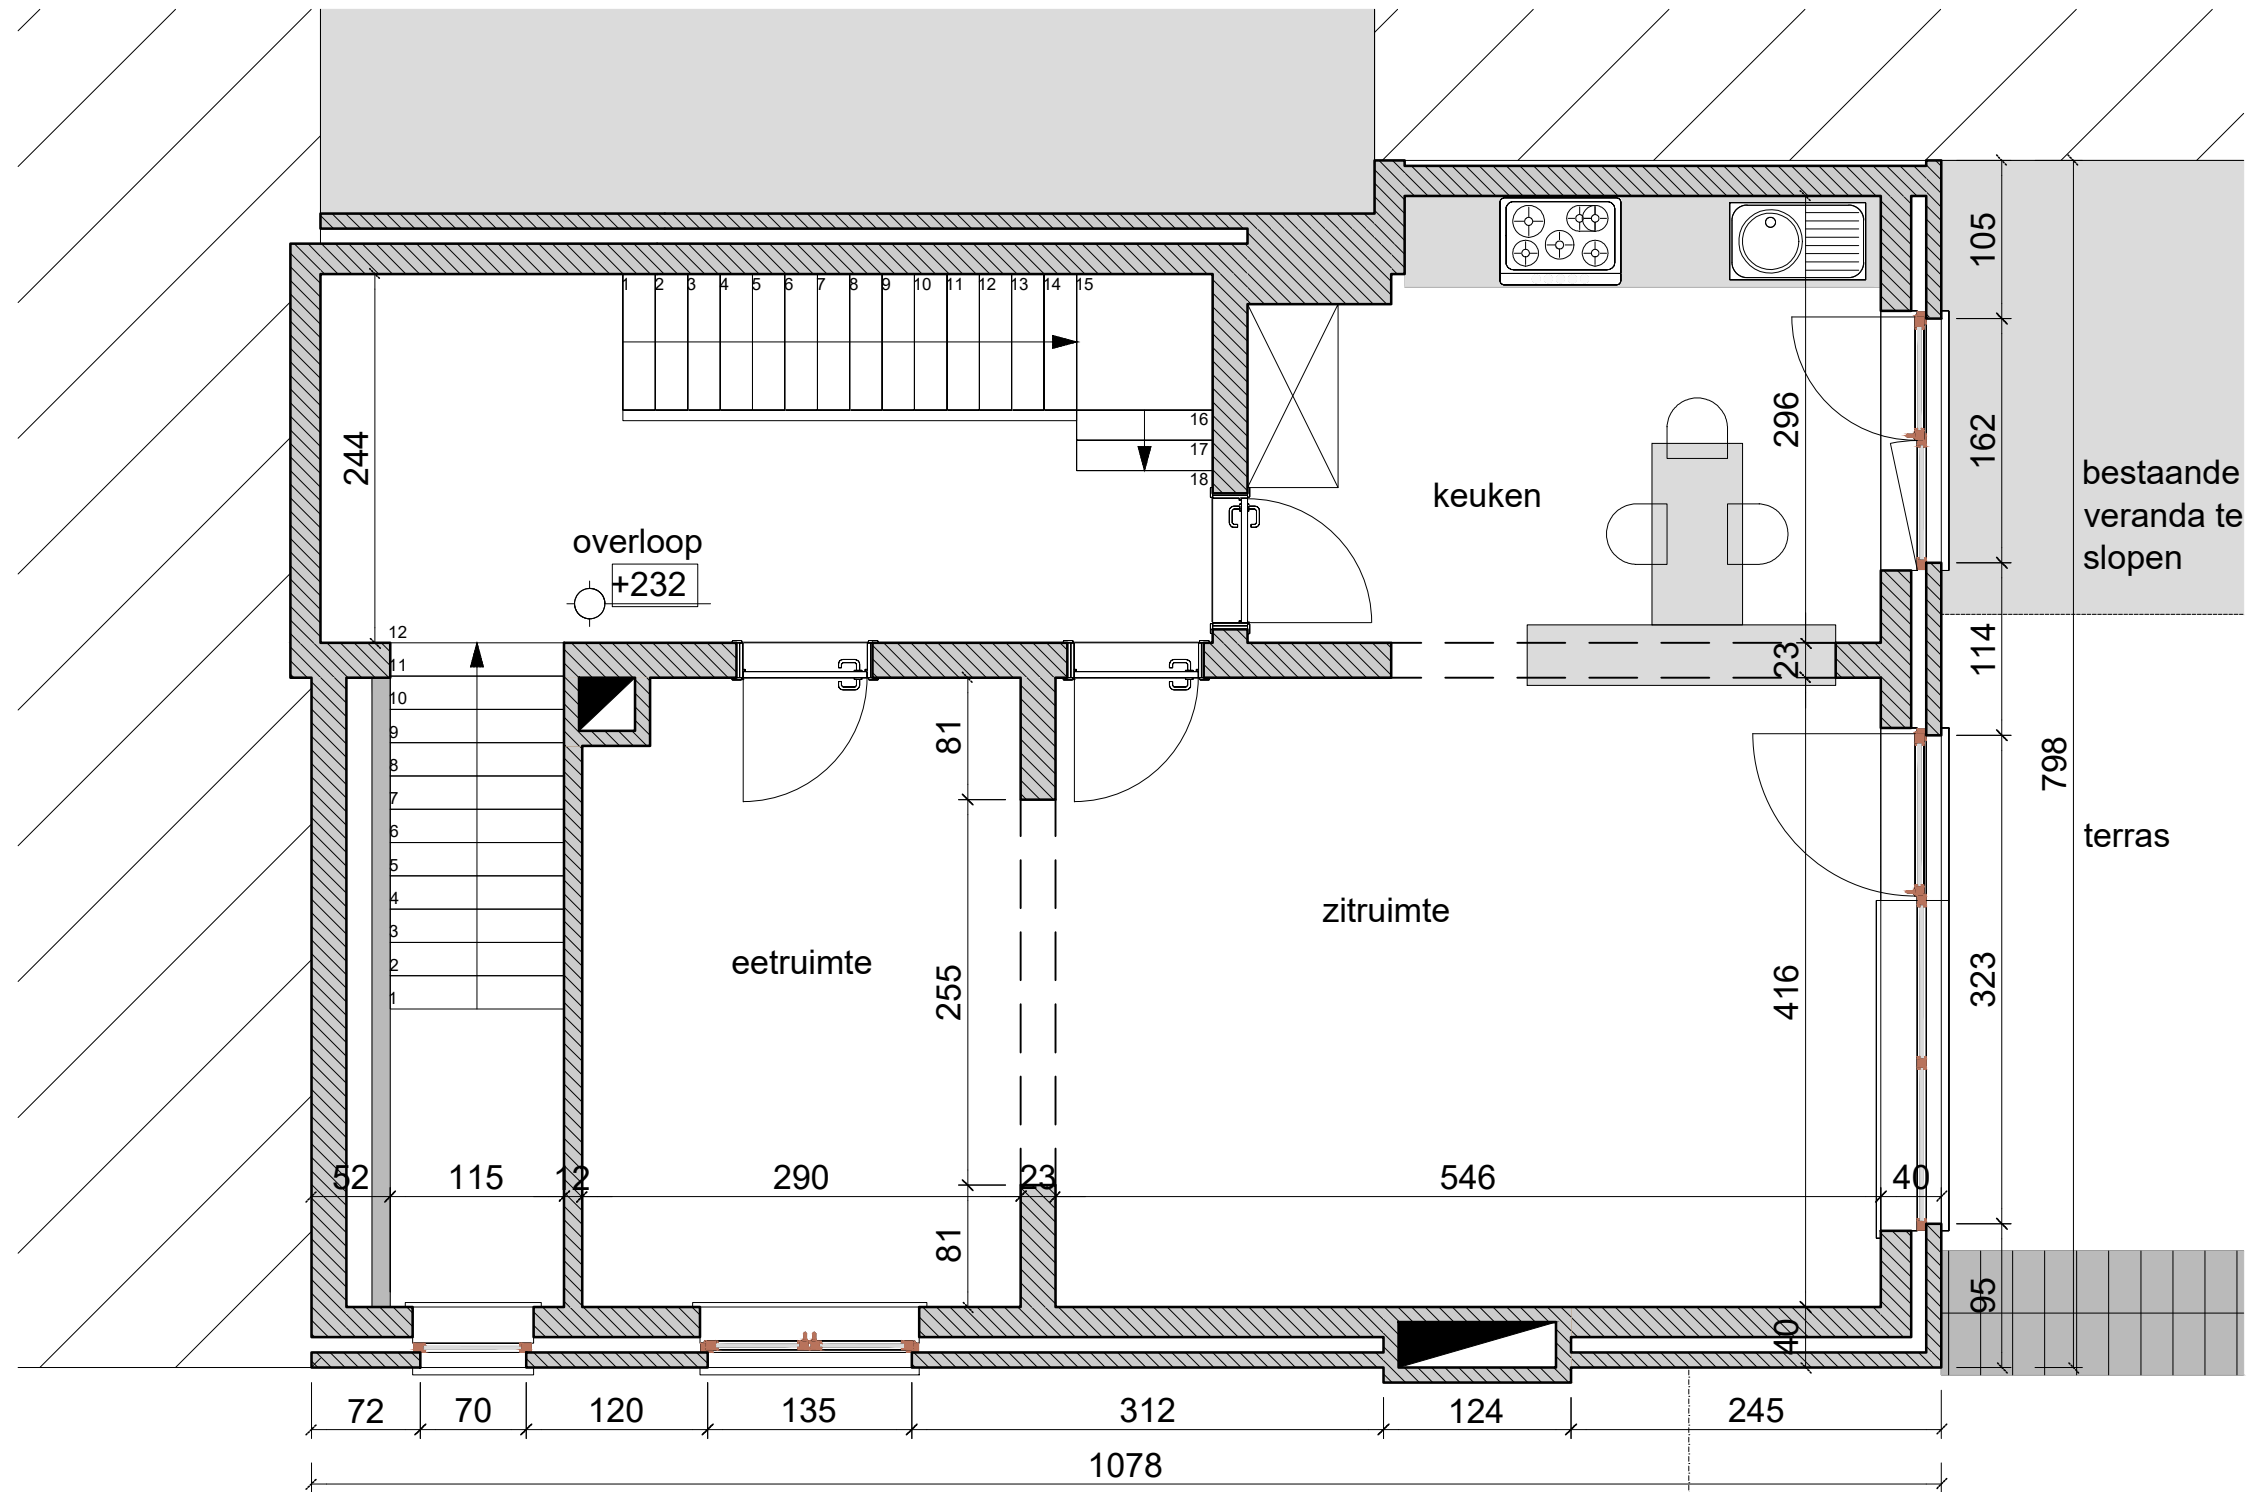 1 2 3 4 5 6 7 8 9 10 11 12 13 14 15
16
17
18
105
244
296
162
keuken
bestaande
veranda te
slopen
overloop
+232
12
11
10
9
8
7
6
5
4
3
2
1
23
114
81
798
terras
zitruimte
eetruimte
255
416
323
52 115 12 290 23 546 40
81
95
40
72 70 120 135 312 124 245
1078